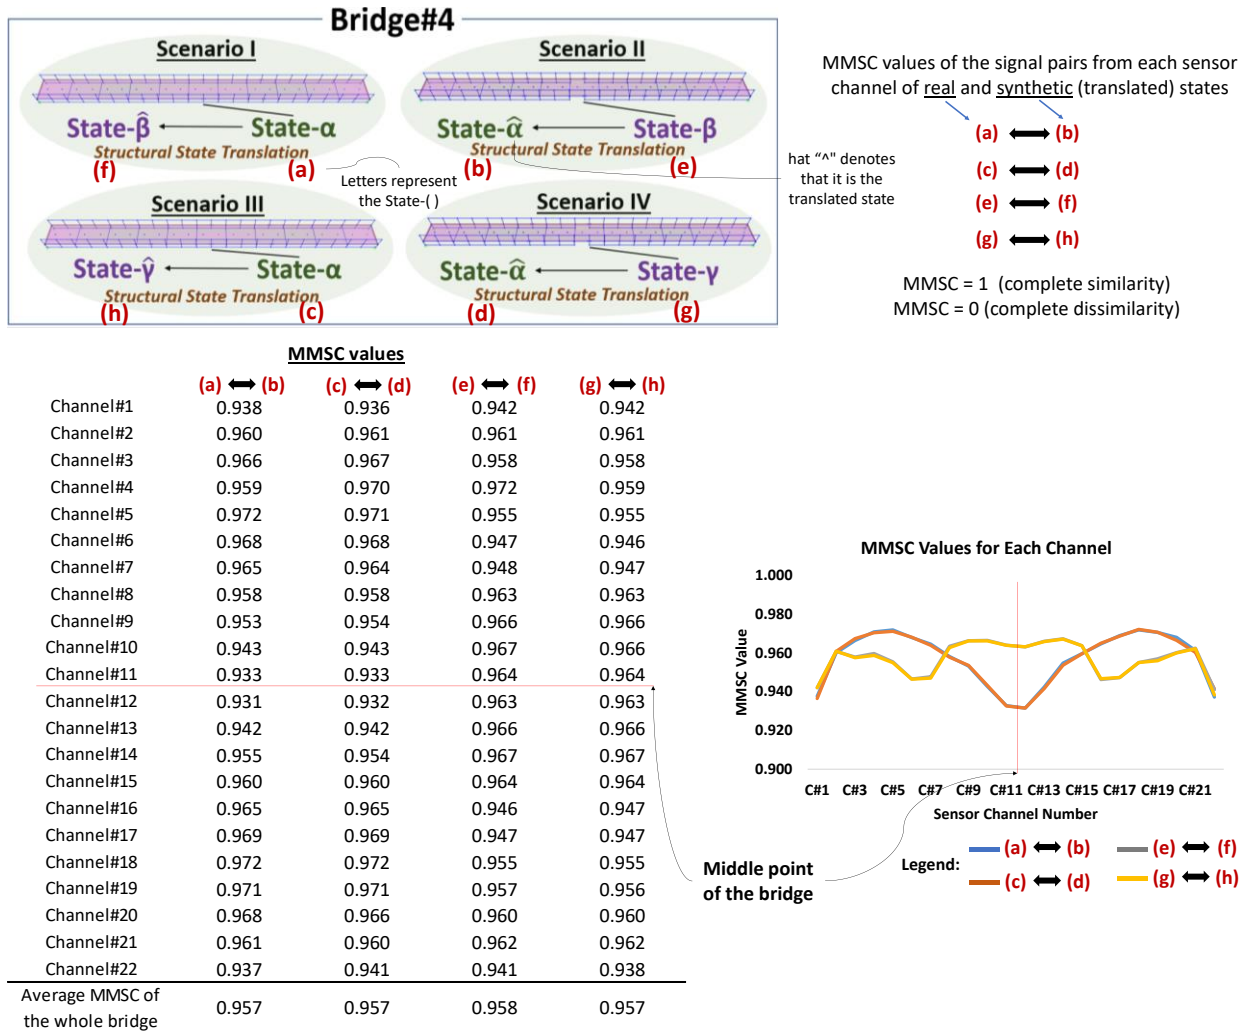 Bridge#4
Scenario I
State-β̂ State-α
Structural State Translation
(f) (a)
Scenario II
State-α̂ State-β
Structural State Translation
(b) (e)
Letters represent
the State-( )
hat “^" denotes
that it is the
translated state
Scenario III
State-γ̂ State-α
Structural State Translation
(h) (c)
Scenario IV
State-α̂ State-γ
Structural State Translation
(d) (g)
MMSC values of the signal pairs from each sensor
channel of real and synthetic (translated) states
(a) (b)
(c) (d)
(e) (f)
(g) (h)
MMSC = 1 (complete similarity)
MMSC = 0 (complete dissimilarity)
MMSC values
(a) (b) (c) (d) (e) (f) (g) (h)
Channel#1 0.938 0.936 0.942 0.942
Channel#2 0.960 0.961 0.961 0.961
Channel#3 0.966 0.967 0.958 0.958
Channel#4 0.959 0.970 0.972 0.959
Channel#5 0.972 0.971 0.955 0.955
Channel#6 0.968 0.968 0.947 0.946
Channel#7 0.965 0.964 0.948 0.947
Channel#8 0.958 0.958 0.963 0.963
Channel#9 0.953 0.954 0.966 0.966
Channel#10 0.943 0.943 0.967 0.966
Channel#11 0.933 0.933 0.964 0.964
Channel#12 0.931 0.932 0.963 0.963
Channel#13 0.942 0.942 0.966 0.966
Channel#14 0.955 0.954 0.967 0.967
Channel#15 0.960 0.960 0.964 0.964
Channel#16 0.965 0.965 0.946 0.947
Channel#17 0.969 0.969 0.947 0.947
Channel#18 0.972 0.972 0.955 0.955
Channel#19 0.971 0.971 0.957 0.956
Channel#20 0.968 0.966 0.960 0.960
Channel#21 0.961 0.960 0.962 0.962
Channel#22 0.937 0.941 0.941 0.938
Average MMSC of
the whole bridge 0.957 0.957 0.958 0.957
MMSC Values for Each Channel
MMSC Value
1.000
0.980
0.960
0.940
0.920
0.900
C#1 C#3 C#5 C#7 C#9 C#11 C#13 C#15 C#17 C#19 C#21
Sensor Channel Number
Middle point
of the bridge
Legend:
(a) (b) (e) (f)
(c) (d) (g) (h)